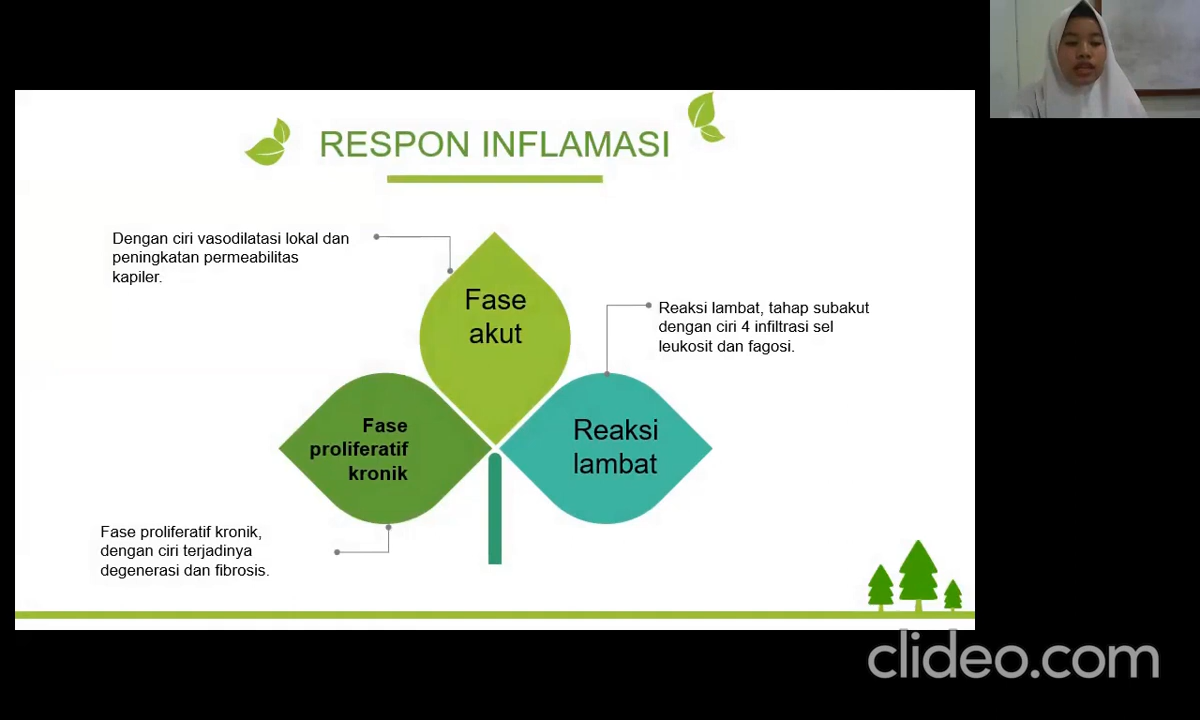 RESPON INFLAMASI
Dengan ciri vasodilatasi lokal dan
peningkatan permeabilitas
kapiler.
Fase
akut
Reaksi lambat, tahap subakut
dengan ciri 4 infiltrasi sel
leukosit dan fagosi.
Fase
proliferatif
kronik
Reaksi
lambat
Fase proliferatif kronik,
dengan ciri terjadinya
degenerasi dan fibrosis.
clideo.com